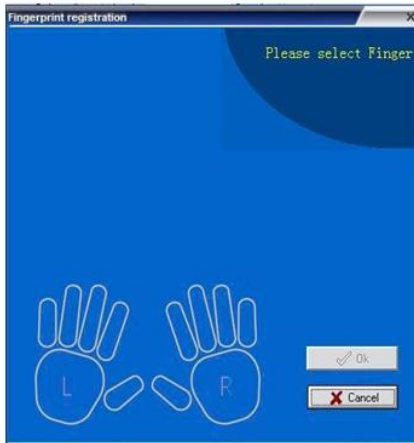 Fingerprint registration
Please select Finger
L
R
Ok
Cancel